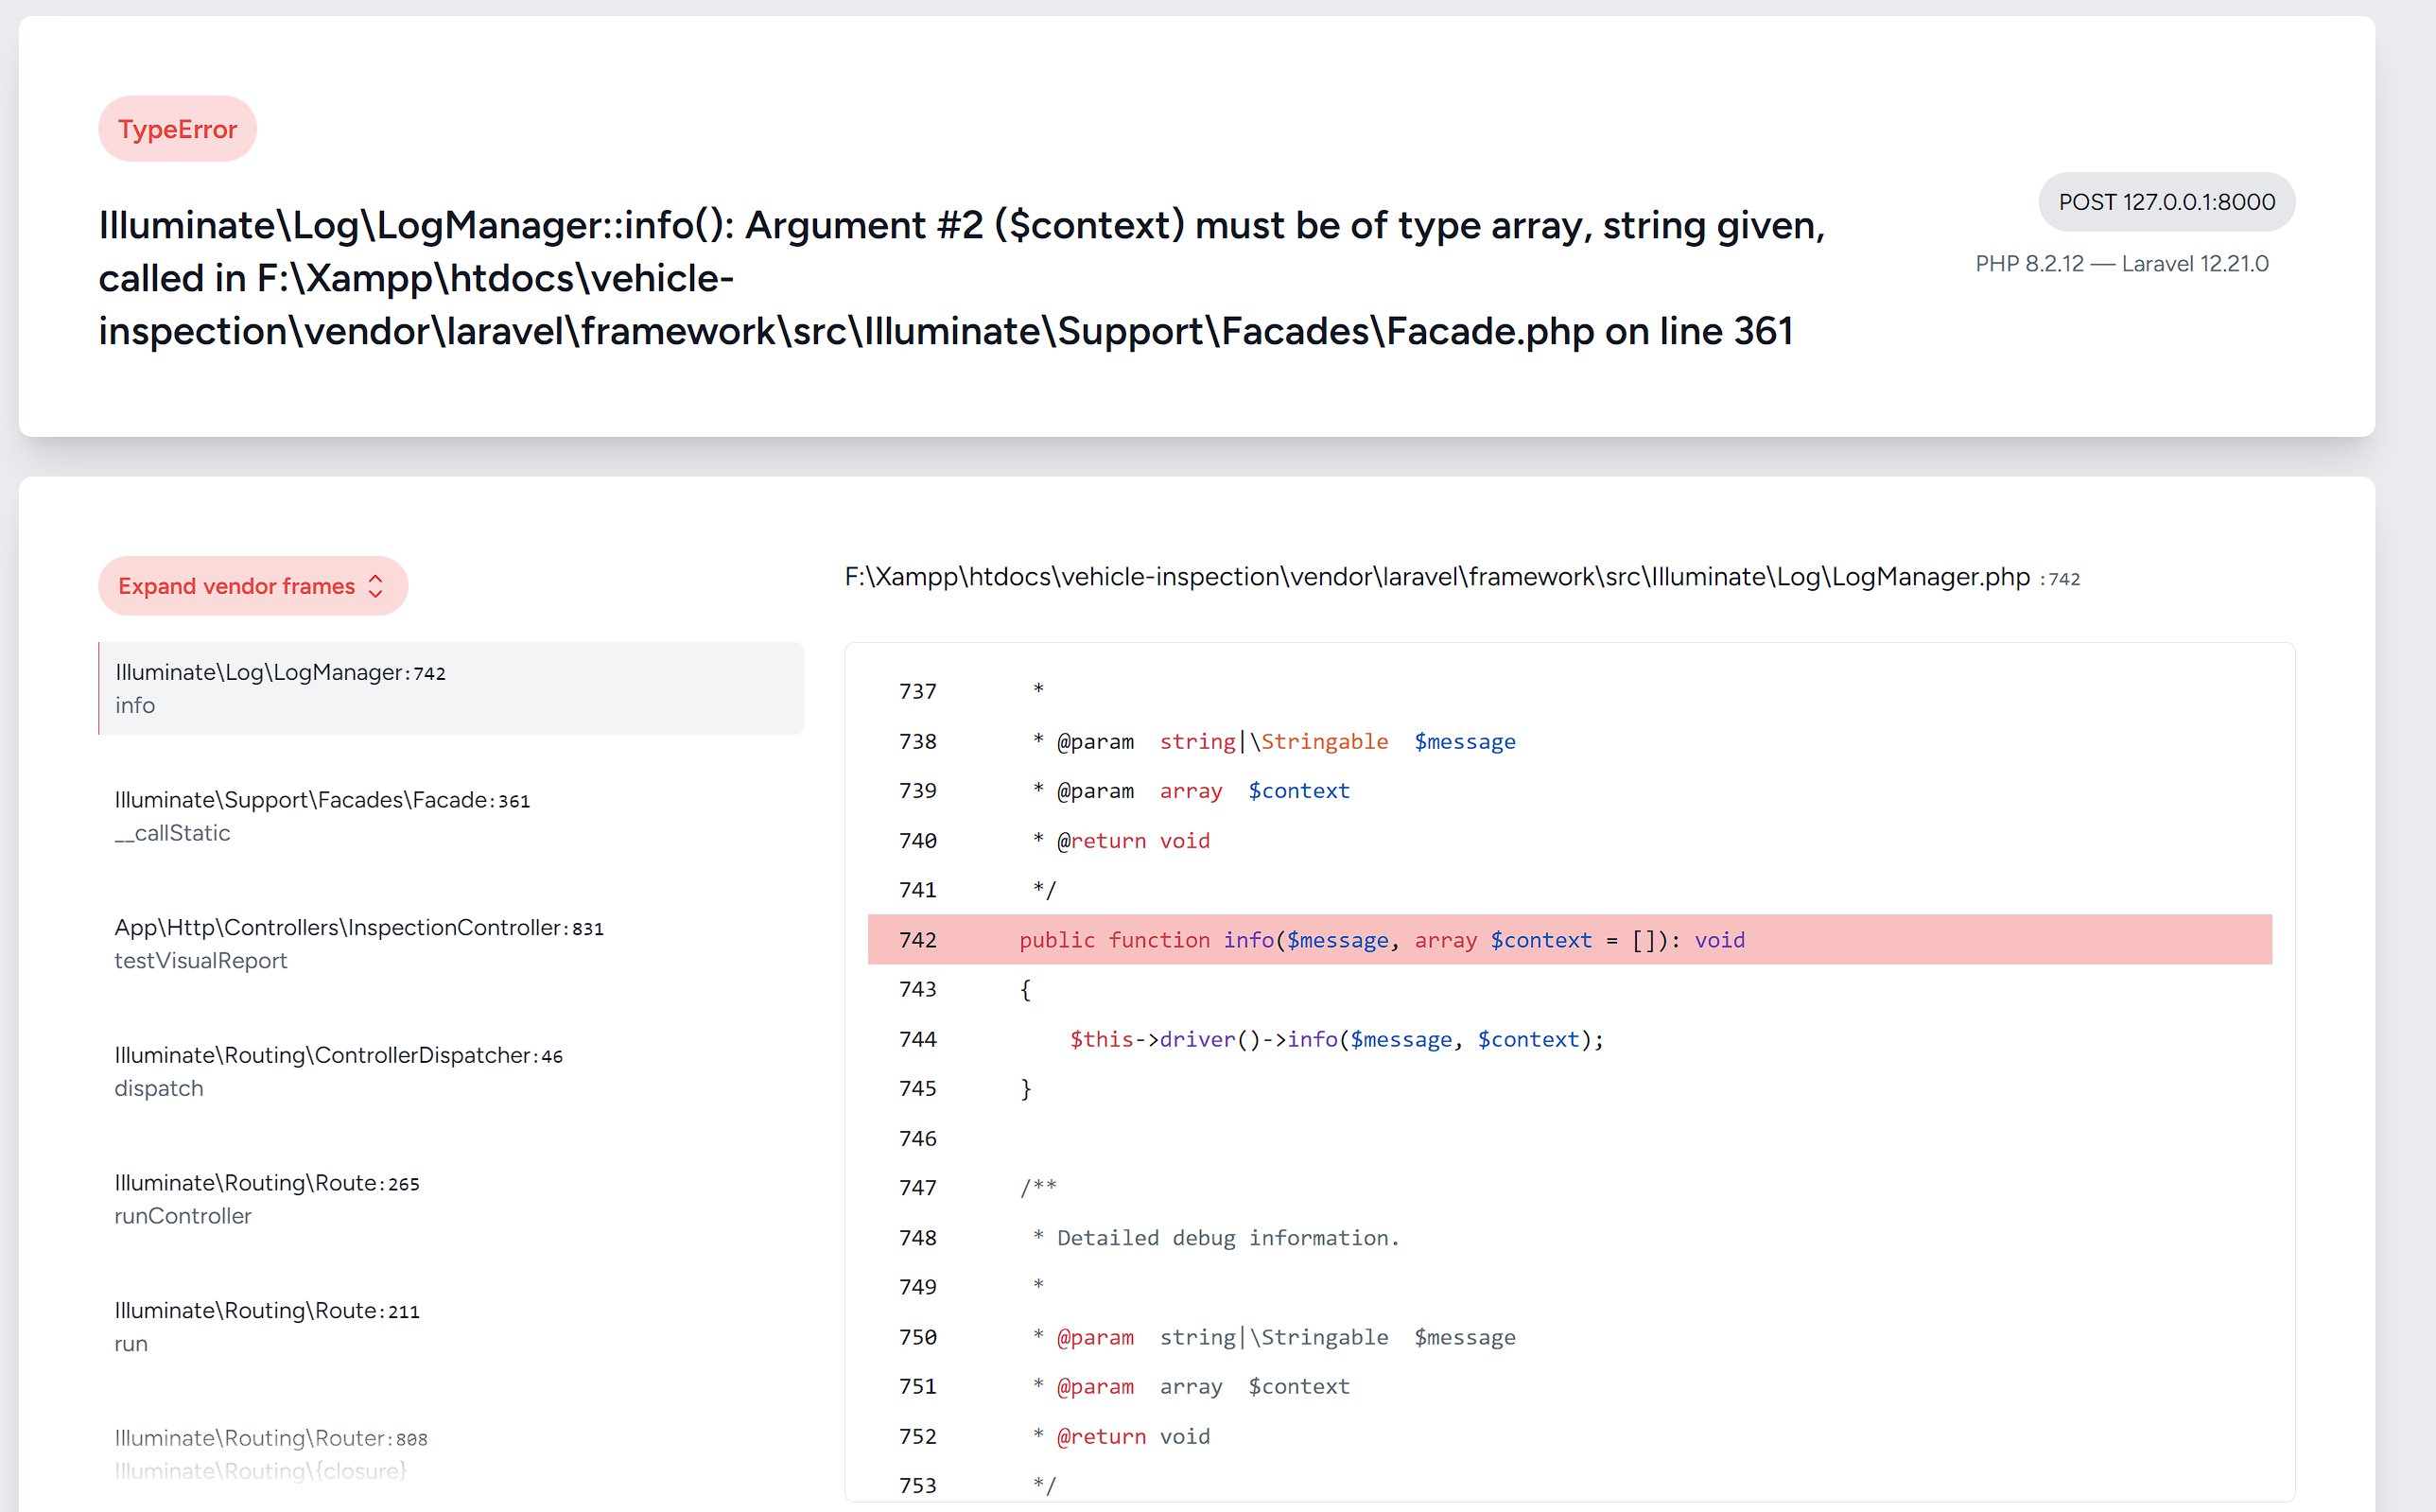 TypeError
Illuminate\Log\LogManager::info(): Argument #2 ($context) must be of type array, string given,
called in F:\Xampp\htdocs\vehicle-
inspection\vendor\laravel\framework\src\Illuminate\Support\Facades\Facade.php on line 361
POST 127.0.0.1:8000
PHP 8.2.12 — Laravel 12.21.0
Expand vendor frames
Illuminate\Log\LogManager:742
info
Illuminate\Support\Facades\Facade:361
__callStatic
App\Http\Controllers\InspectionController:831
testVisualReport
Illuminate\Routing\ControllerDispatcher:46
dispatch
Illuminate\Routing\Route:265
runController
Illuminate\Routing\Route:211
run
Illuminate\Routing\Router:808
Illuminate\Routing\{closure}
F:\Xampp\htdocs\vehicle-inspection\vendor\laravel\framework\src\Illuminate\Log\LogManager.php :742
737      *
738      * @param  string|\Stringable  $message
739      * @param  array  $context
740      * @return void
741      */
742     public function info($message, array $context = []): void
743     {
744         $this->driver()->info($message, $context);
745     }
746
747     /**
748      * Detailed debug information.
749      *
750      * @param  string|\Stringable  $message
751      * @param  array  $context
752      * @return void
753      */